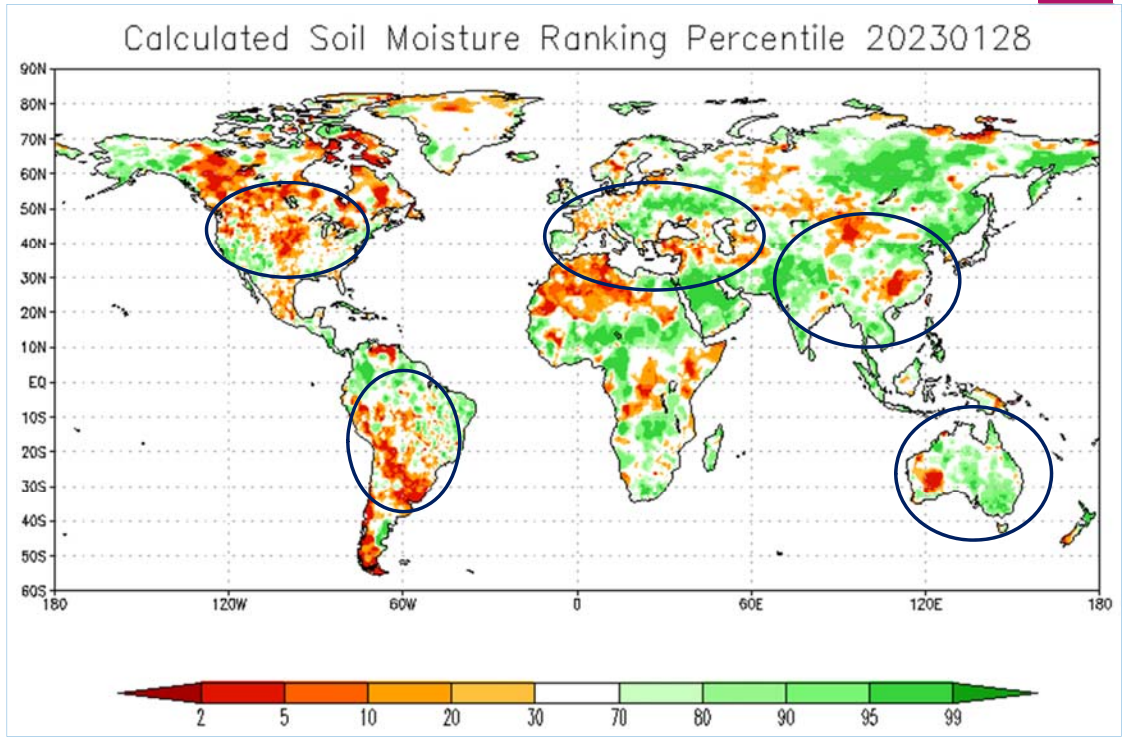 Calculated Soil Moisture Ranking Percentile 20230128
90N
80N
70N
60N
50N
40N
30N
20N
10N
EQ
10S
20S
30S
40S
50S
60S
180 120W 60W 0 60E 120E 180
2 5 10 20 30 70 80 90 95 99